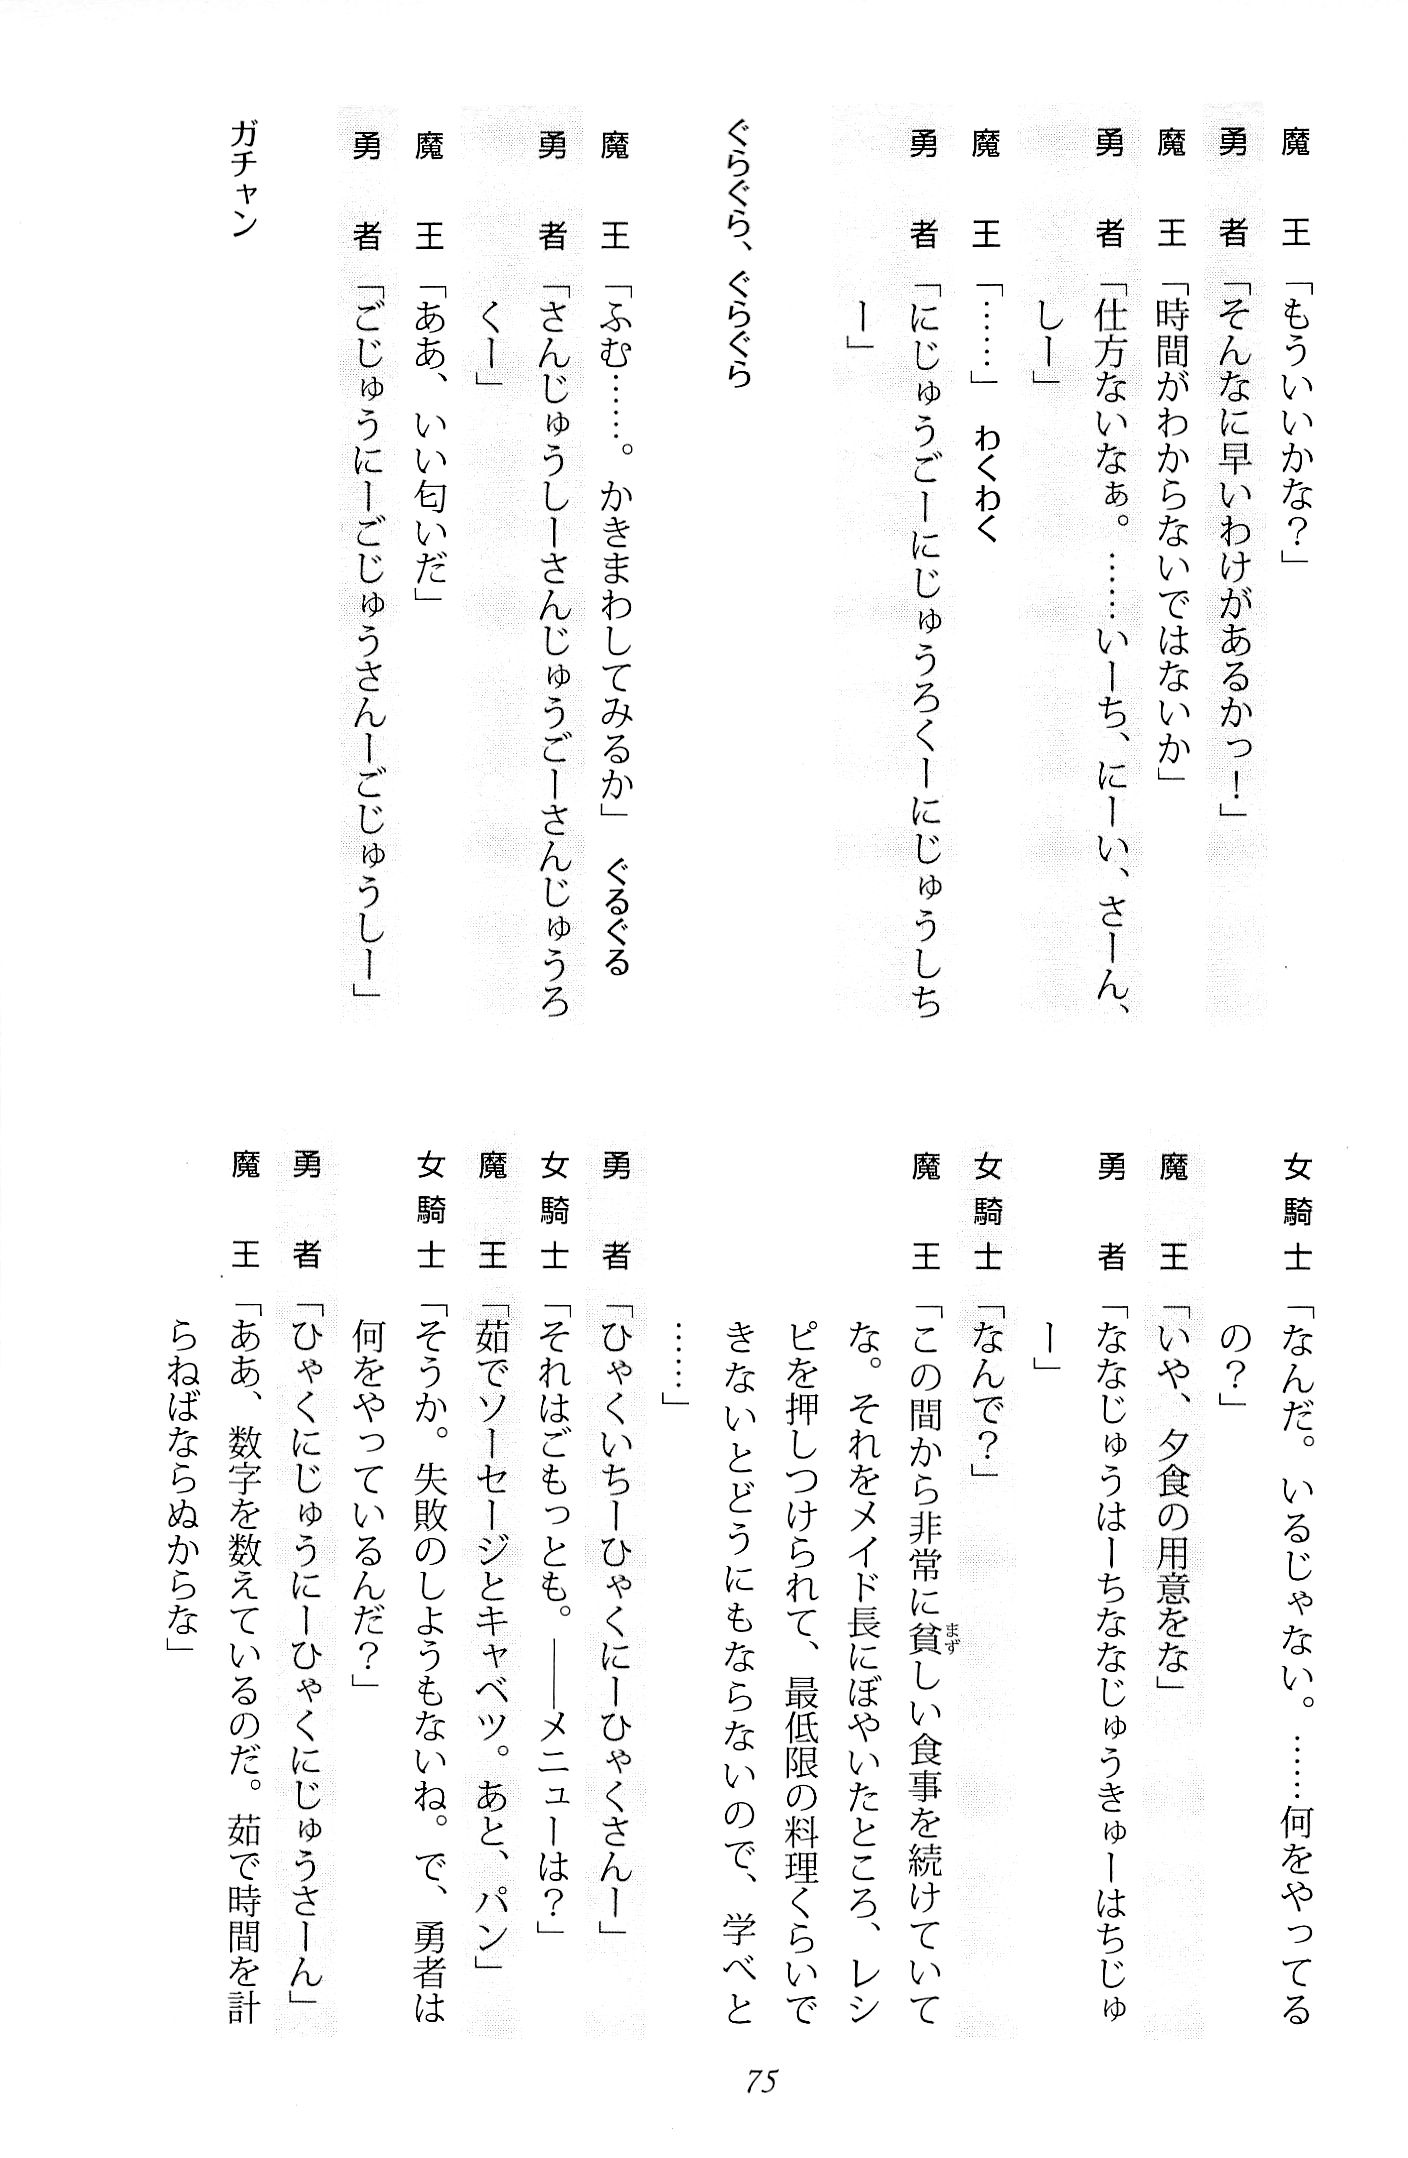 魔王「もういいかな？」
勇者「そんなに早いわけがあるかっ！」
魔王「時間がわからないではないか」
勇者「仕方ないなぁ。……いーち、にーい、さーん、
しー」
魔王「……」　わくわく
勇者「にじゅうごーにじゅうろくーにじゅうしち
ー」
ぐらぐら、ぐらぐら
魔王「ふむ……。かきまわしてみるか」　ぐるぐる
勇者「さんじゅうしーさんじゅうごーさんじゅうろ
くー」
魔王「ああ、いい匂いだ」
勇者「ごじゅうにーごじゅうさんーごじゅうしー」
ガチャン
女騎士「なんだ。いるじゃない。……何をやってる
の？」
魔王「いや、夕食の用意をな」
勇者「ななじゅうはーちななじゅうきゅーはちじゅ
ー」
女騎士「なんで？」
魔王「この間から非常に貧しい食事を続けていて
な。それをメイド長にぼやいたところ、レシ
ピを押しつけられて、最低限の料理くらいで
きないとどうにもならないので、学べと
……」
勇者「ひゃくいちーひゃくにーひゃくさんー」
女騎士「それはごもっとも。――メニューは？」
魔王「茹でソーセージとキャベツ。あと、パン」
女騎士「そうか。失敗のしようもないね。で、勇者は
何をやっているんだ？」
勇者「ひゃくにじゅうにーひゃくにじゅうさーん」
魔王「ああ、数字を数えているのだ。茹で時間を計
らねばならぬからな」
まず
75